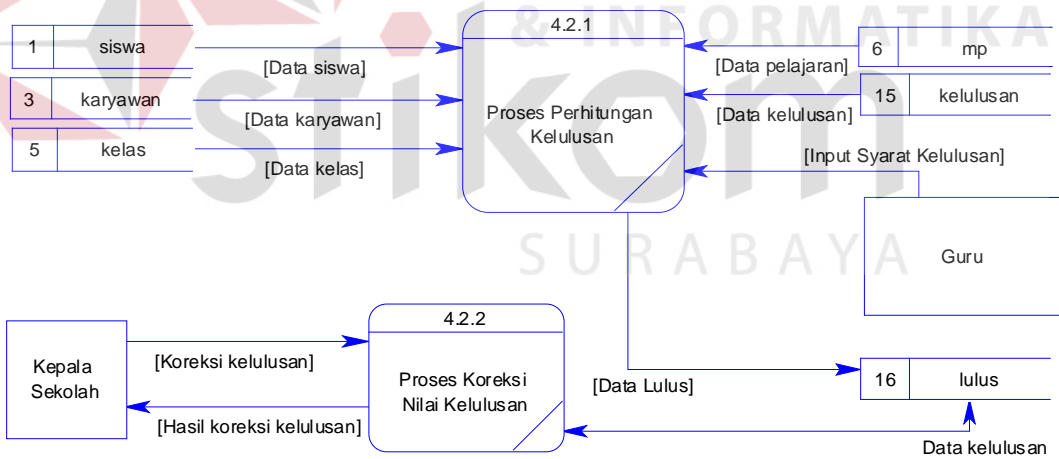 & INFORMATIKA
stikom
SURABAYA
4.2.1
Proses Perhitungan
Kelulusan
1 siswa
[Data siswa]
3 karyawan
[Data karyawan]
5 kelas
[Data kelas]
6 mp
[Data pelajaran]
15 kelulusan
[Data kelulusan]
[Input Syarat Kelulusan]
Guru
4.2.2
Proses Koreksi
Nilai Kelulusan
Kepala
Sekolah
[Koreksi kelulusan]
[Hasil koreksi kelulusan]
[Data Lulus]
16 lulus
Data kelulusan